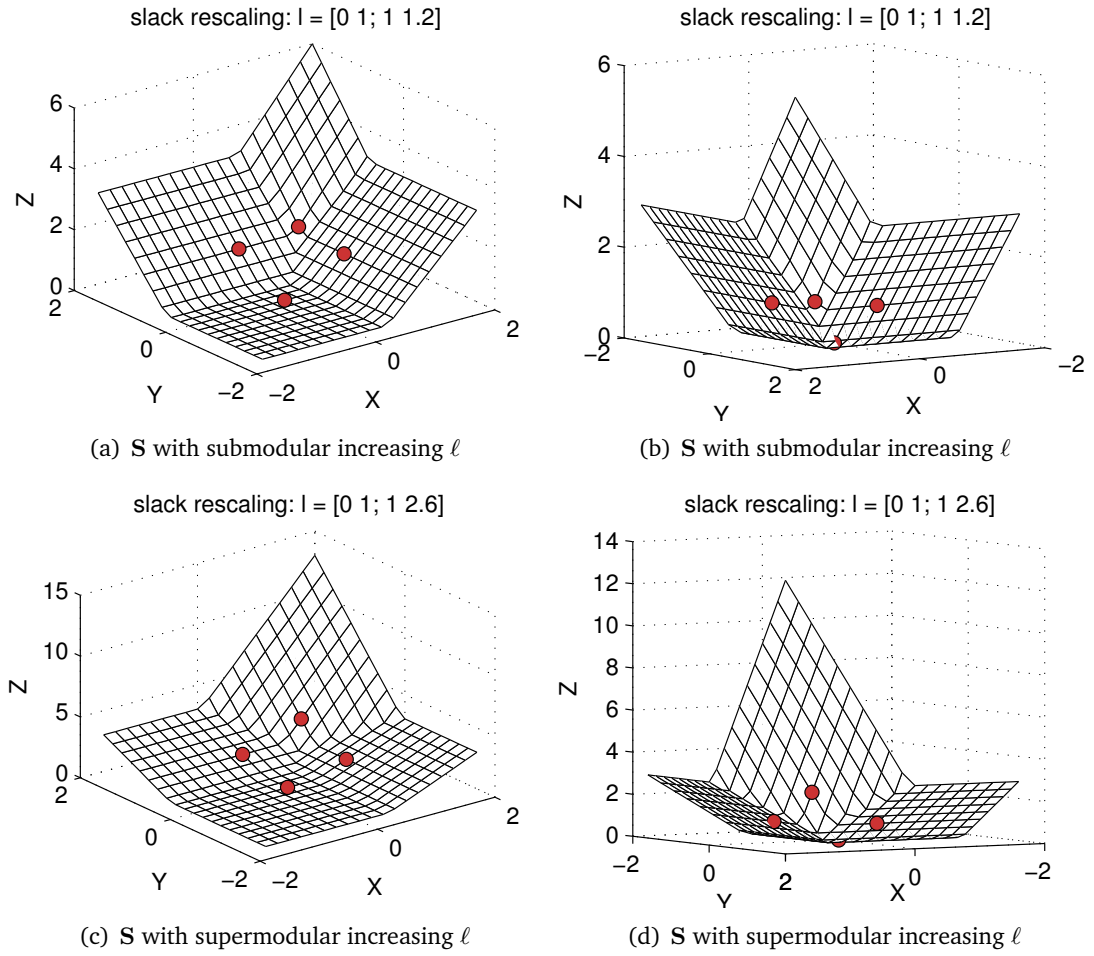 slack rescaling: l = [0 1; 1 1.2]
6
4
2
0
Z
2
0
−2
Y
−2
0
2
X
(a) S with submodular increasing ℓ
slack rescaling: l = [0 1; 1 1.2]
6
4
2
0
Z
−2
0
2
Y
2
0
−2
X
(b) S with submodular increasing ℓ
slack rescaling: l = [0 1; 1 2.6]
15
10
5
0
Z
2
0
−2
Y
−2
0
2
X
(c) S with supermodular increasing ℓ
slack rescaling: l = [0 1; 1 2.6]
14
12
10
8
6
4
2
0
Z
−2
0
2
Y
0
−2
X
(d) S with supermodular increasing ℓ